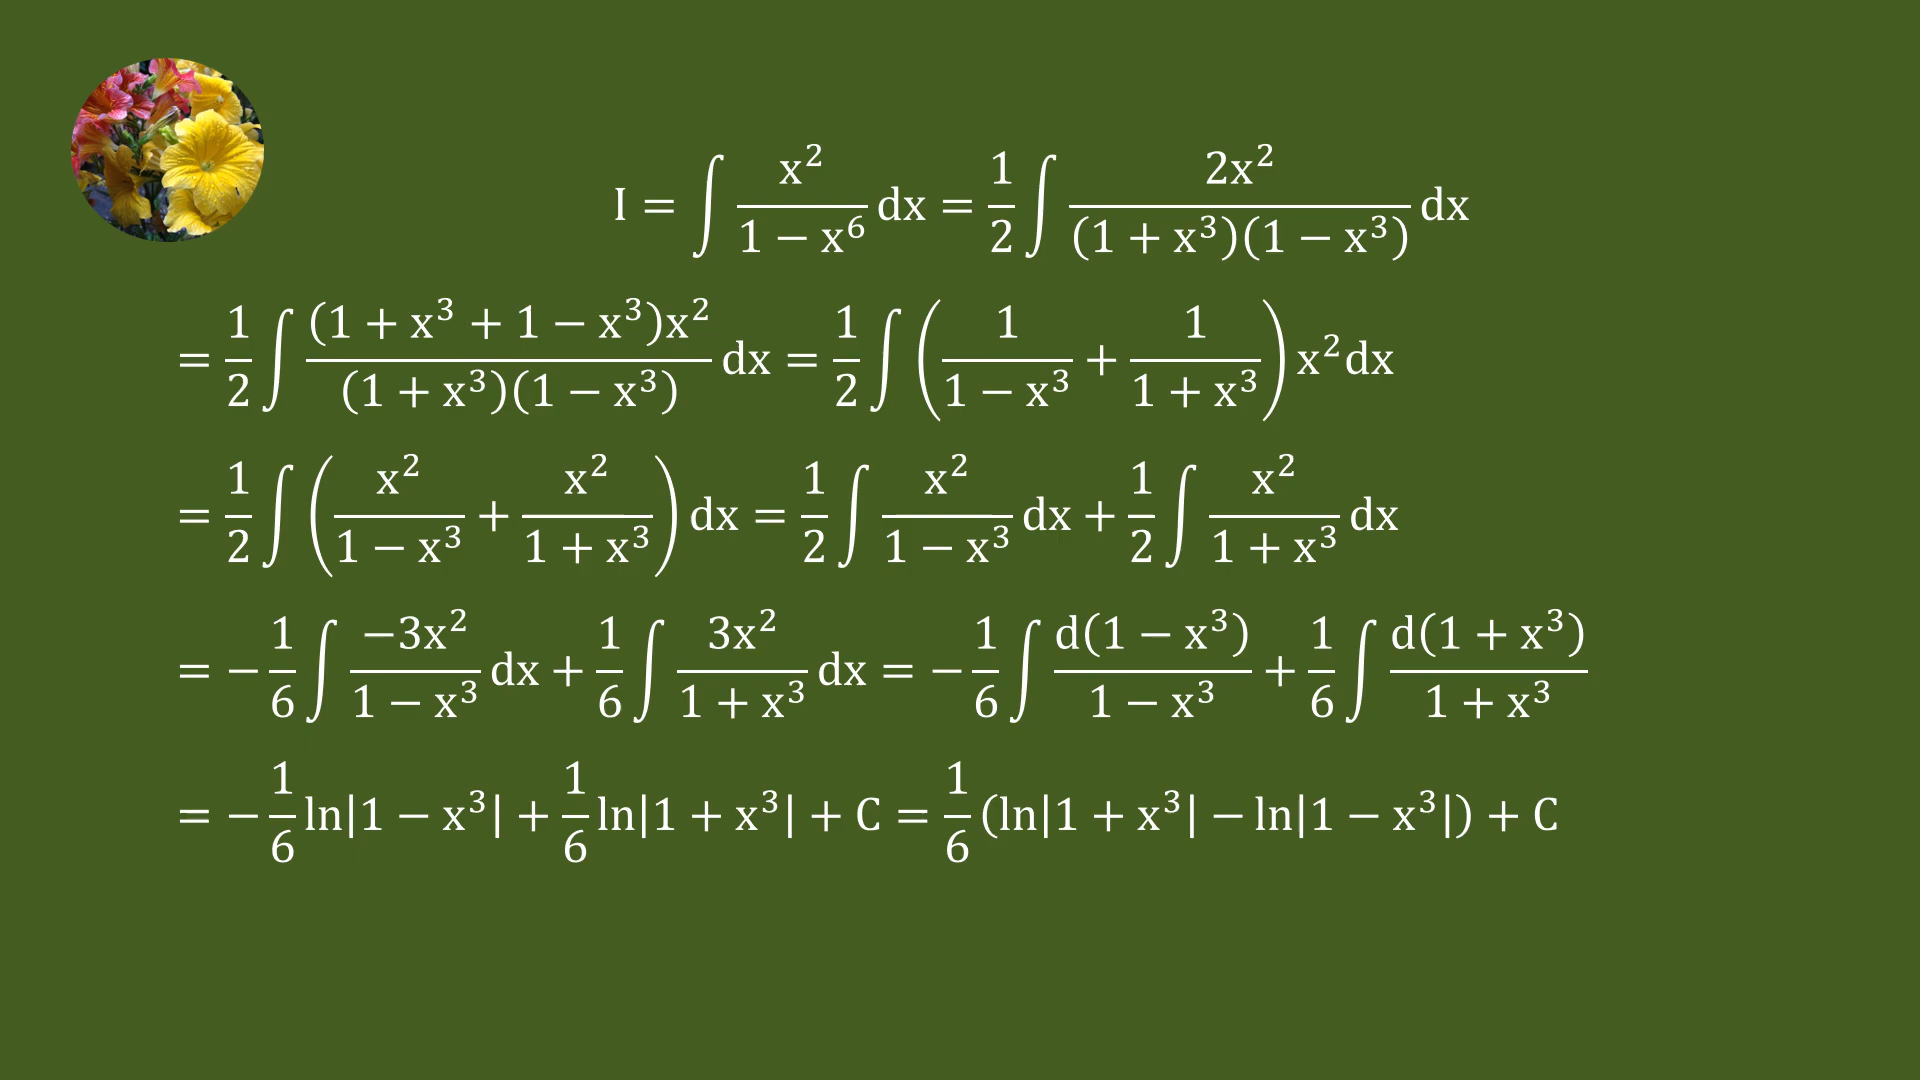 I = ∫ x²/(1 − x⁶) dx = 1/2 ∫ 2x²/((1 + x³)(1 − x³)) dx
= 1/2 ∫ (1 + x³ + 1 − x³)x²/((1 + x³)(1 − x³)) dx = 1/2 ∫ (1/(1 − x³) + 1/(1 + x³)) x²dx
= 1/2 ∫ (x²/(1 − x³) + x²/(1 + x³)) dx = 1/2 ∫ x²/(1 − x³) dx + 1/2 ∫ x²/(1 + x³) dx
= −1/6 ∫ −3x²/(1 − x³) dx + 1/6 ∫ 3x²/(1 + x³) dx = −1/6 ∫ d(1 − x³)/(1 − x³) + 1/6 ∫ d(1 + x³)/(1 + x³)
= −1/6 ln|1 − x³| + 1/6 ln|1 + x³| + C = 1/6 (ln|1 + x³| − ln|1 − x³|) + C